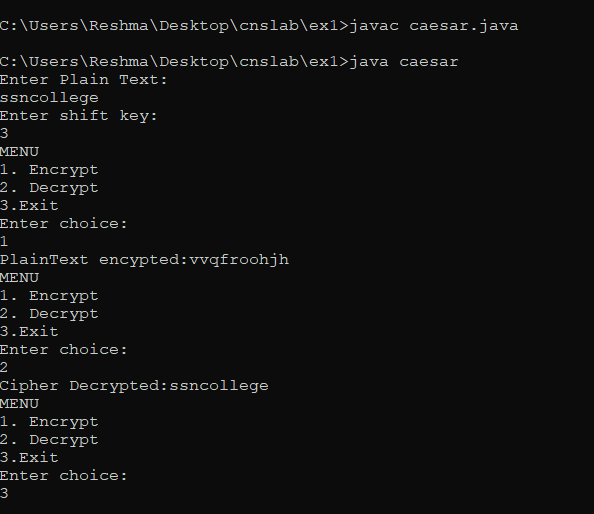 C:\Users\Reshma\Desktop\cnslab\ex1>javac caesar.java
C:\Users\Reshma\Desktop\cnslab\ex1>java caesar
Enter Plain Text:
ssncollege
Enter shift key:
3
MENU
1. Encrypt
2. Decrypt
3.Exit
Enter choice:
1
PlainText encypted:vvqfroohjh
MENU
1. Encrypt
2. Decrypt
3.Exit
Enter choice:
2
Cipher Decrypted:ssncollege
MENU
1. Encrypt
2. Decrypt
3.Exit
Enter choice:
3